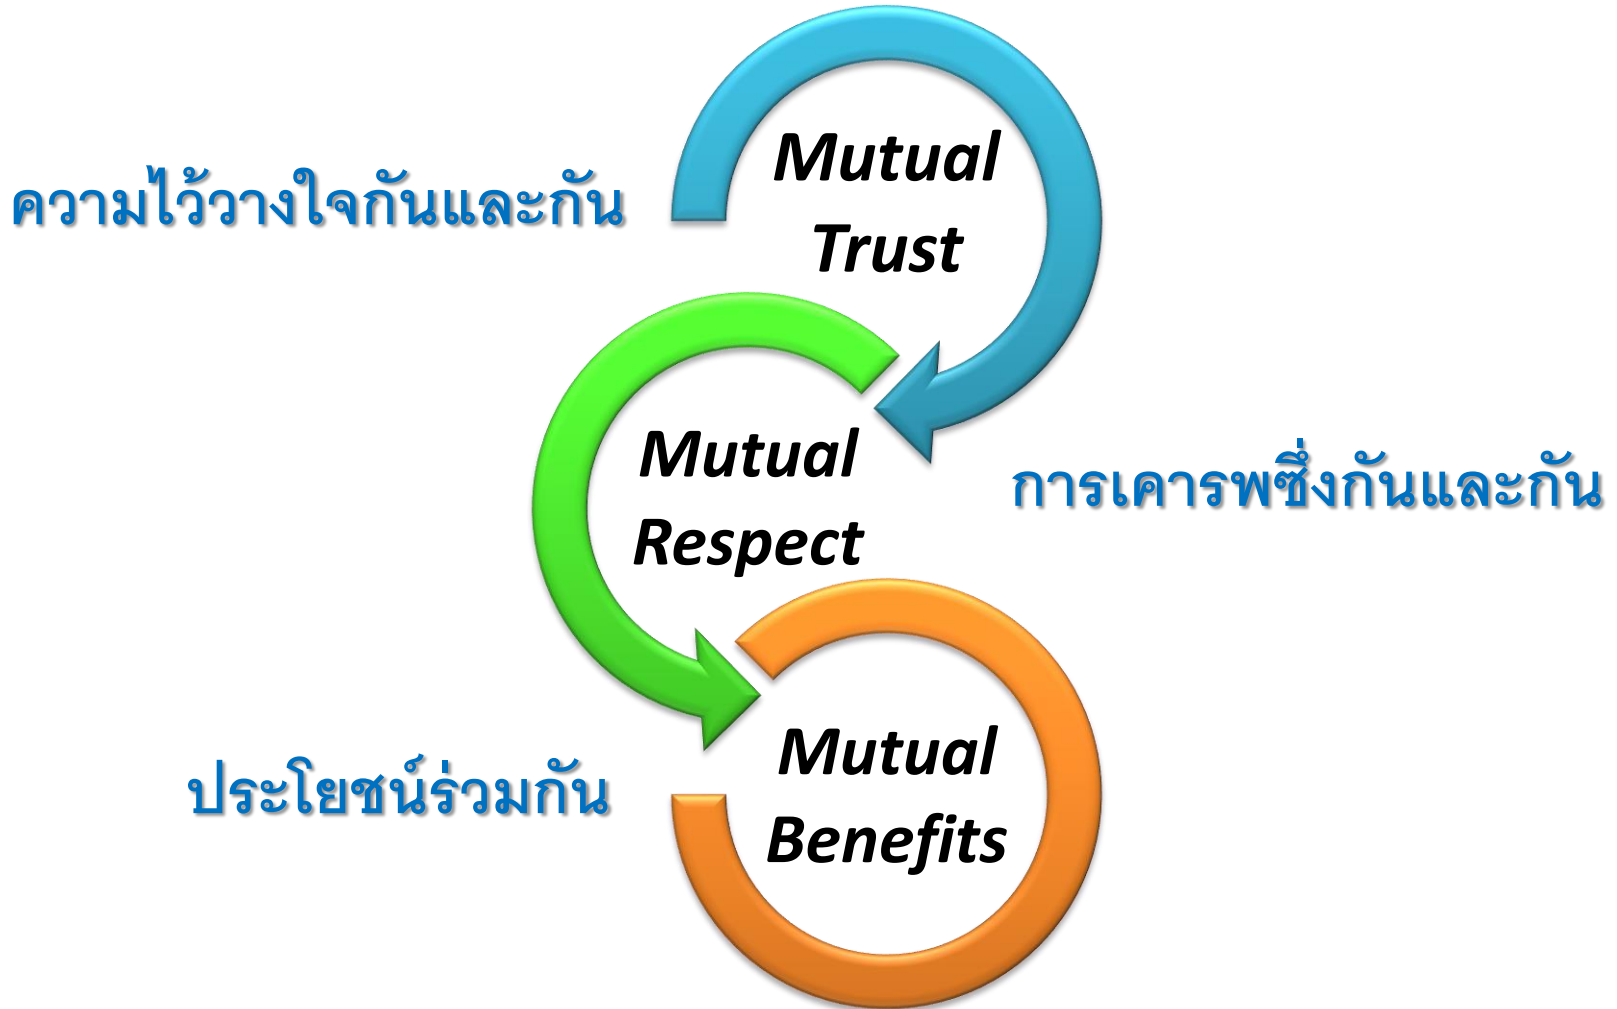 Mutual
Trust
ความไว้วางใจกันและกัน
Mutual
Respect
การเคารพซึ่งกันและกัน
Mutual
Benefits
ประโยชน์ร่วมกัน